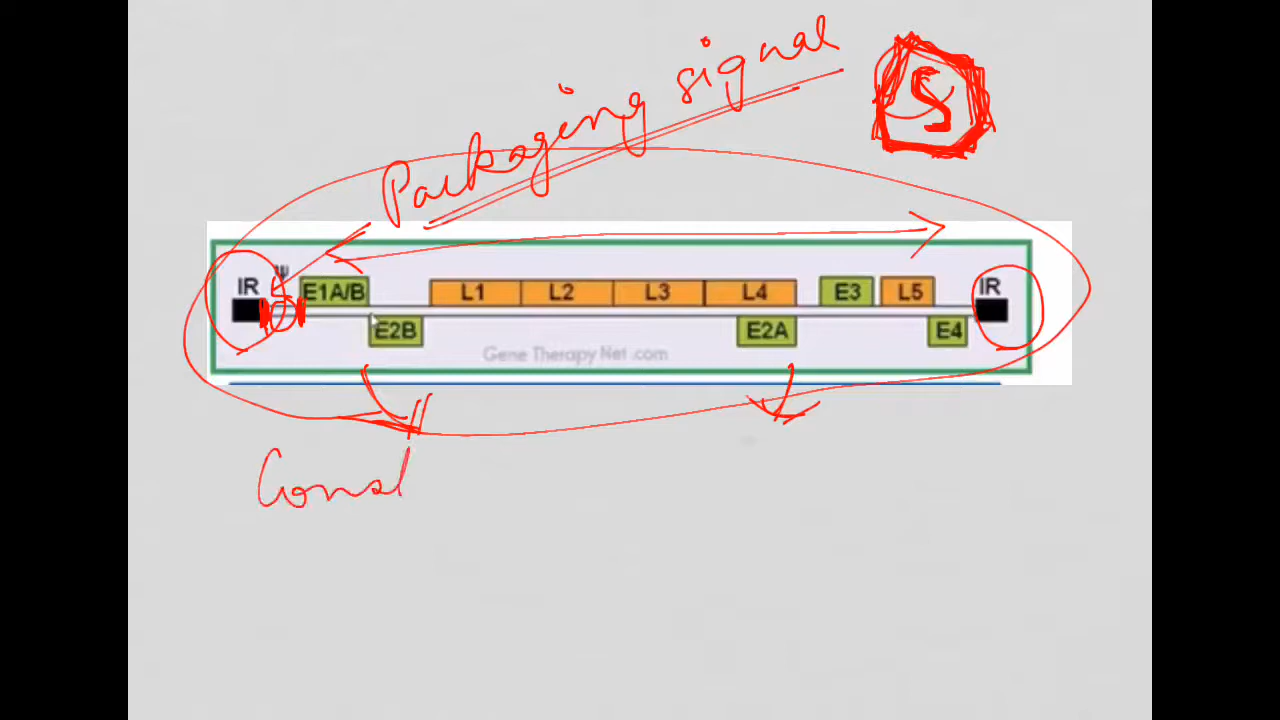 Packaging signal
S
IR Ψ E1A/B L1 L2 L3 L4 E3 L5 IR
E2B E2A E4
Gene Therapy Net .com